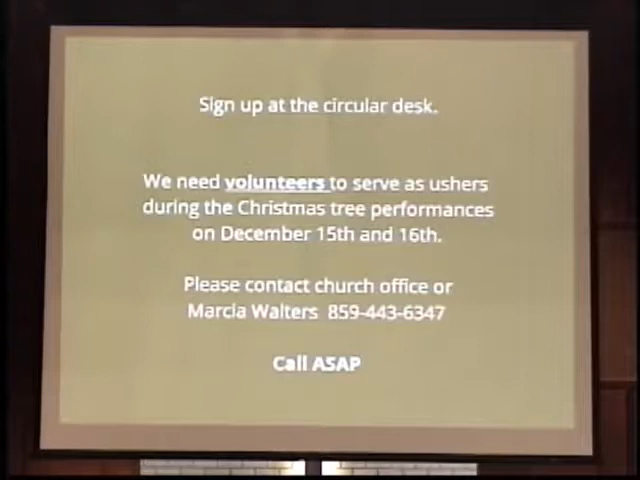 Sign up at the circular desk.
We need volunteers to serve as ushers
during the Christmas tree performances
on December 15th and 16th.
Please contact church office or
Marcia Walters 859-443-6347
Call ASAP